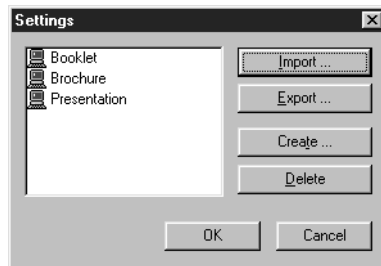 Settings
Booklet
Brochure
Presentation
Import ...
Export ...
Create ...
Delete
OK
Cancel